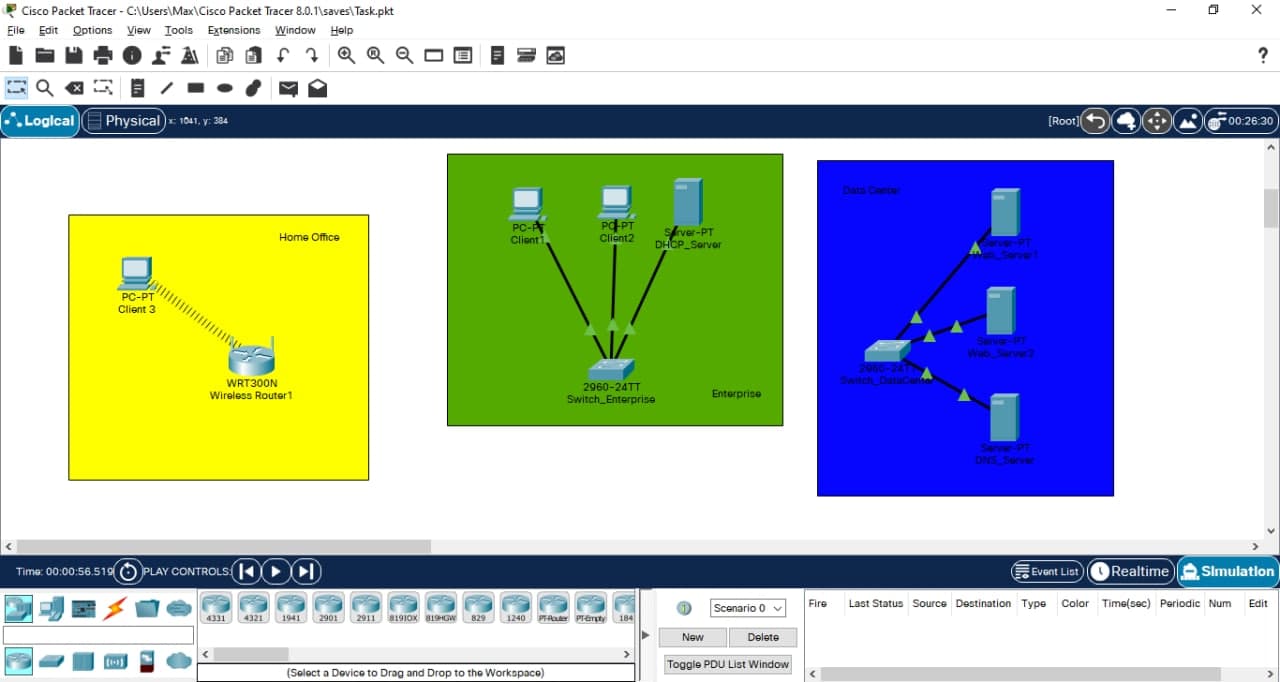 Cisco Packet Tracer - C:\Users\Max\Cisco Packet Tracer 8.0.1\saves\Task.pkt
File Edit Options View Tools Extensions Window Help
?
Logical Physical x: 1041, y: 384 [Root] 00:26:30
Home Office
PC-PT
Client 3
WRT300N
Wireless Router1
PC-PT
Client1
PC-PT
Client2
Server-PT
DHCP_Server
2960-24TT
Switch_Enterprise
Enterprise
Data Center
Server-PT
Web_Server1
Server-PT
Web_Server2
2960-24TT
Switch_DataCenter
Server-PT
DNS_Server
Time: 00:00:56.519 PLAY CONTROLS: Event List Realtime Simulation
4331 4321 1941 2901 2911 819IOX 819HGW 829 1240 PT-Router PT-Empty 184
(Select a Device to Drag and Drop to the Workspace)
Scenario 0
New Delete
Toggle PDU List Window
Fire Last Status Source Destination Type Color Time(sec) Periodic Num Edit